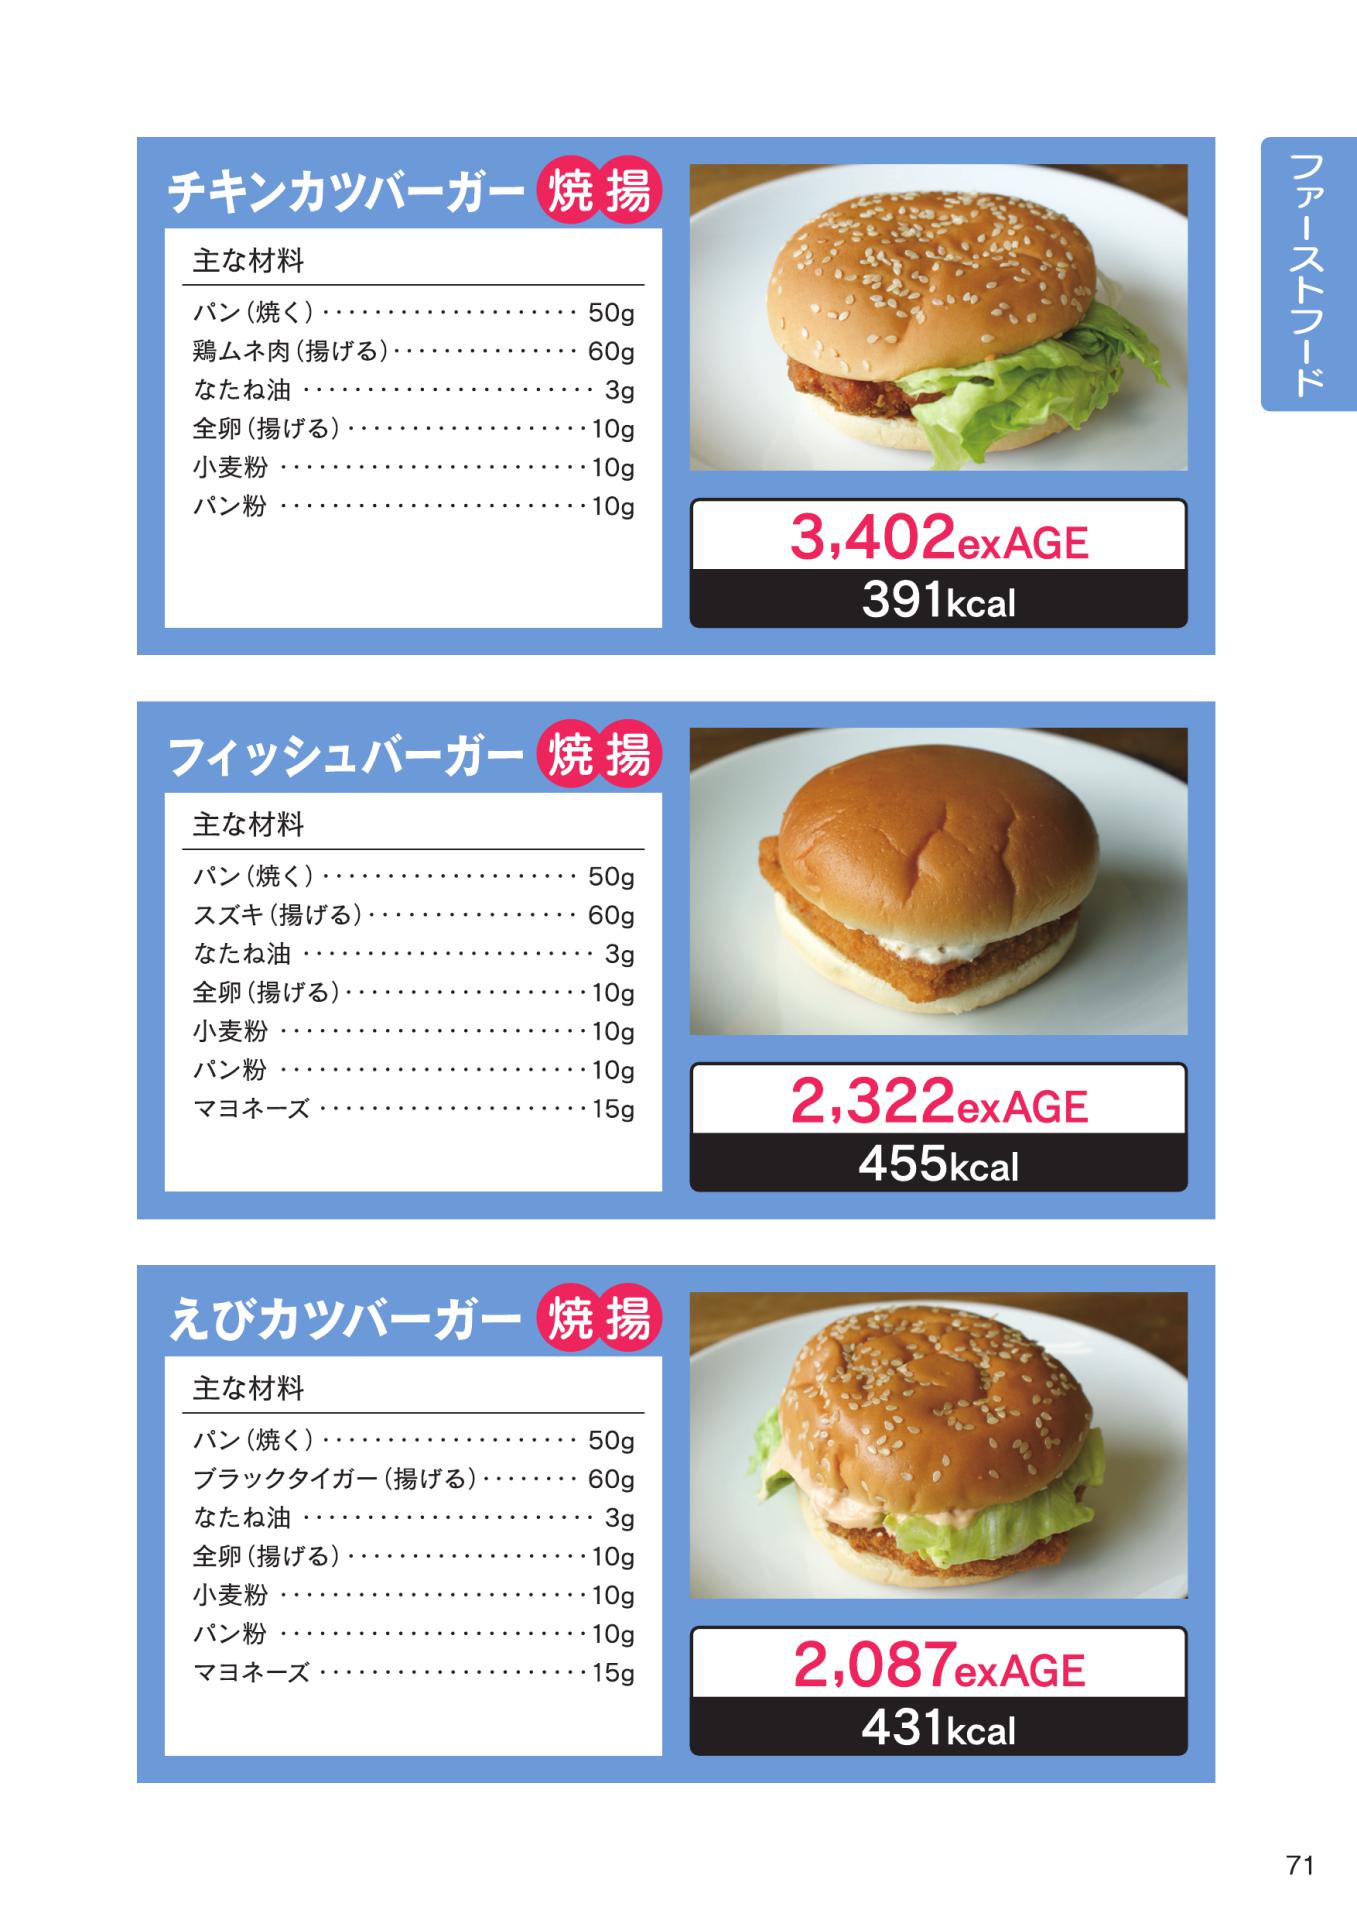 ファーストフード
チキンカツバーガー 焼 揚
主な材料
パン（焼く）···················· 50g
鶏ムネ肉（揚げる）··············· 60g
なたね油 ······················· 3g
全卵（揚げる）···················10g
小麦粉 ························10g
パン粉 ························10g
3,402exAGE
391kcal
フィッシュバーガー 焼 揚
主な材料
パン（焼く）···················· 50g
スズキ（揚げる）················ 60g
なたね油 ······················· 3g
全卵（揚げる）···················10g
小麦粉 ························10g
パン粉 ························10g
マヨネーズ ·····················15g
2,322exAGE
455kcal
えびカツバーガー 焼 揚
主な材料
パン（焼く）···················· 50g
ブラックタイガー（揚げる）········ 60g
なたね油 ······················· 3g
全卵（揚げる）···················10g
小麦粉 ························10g
パン粉 ························10g
マヨネーズ ·····················15g
2,087exAGE
431kcal
71